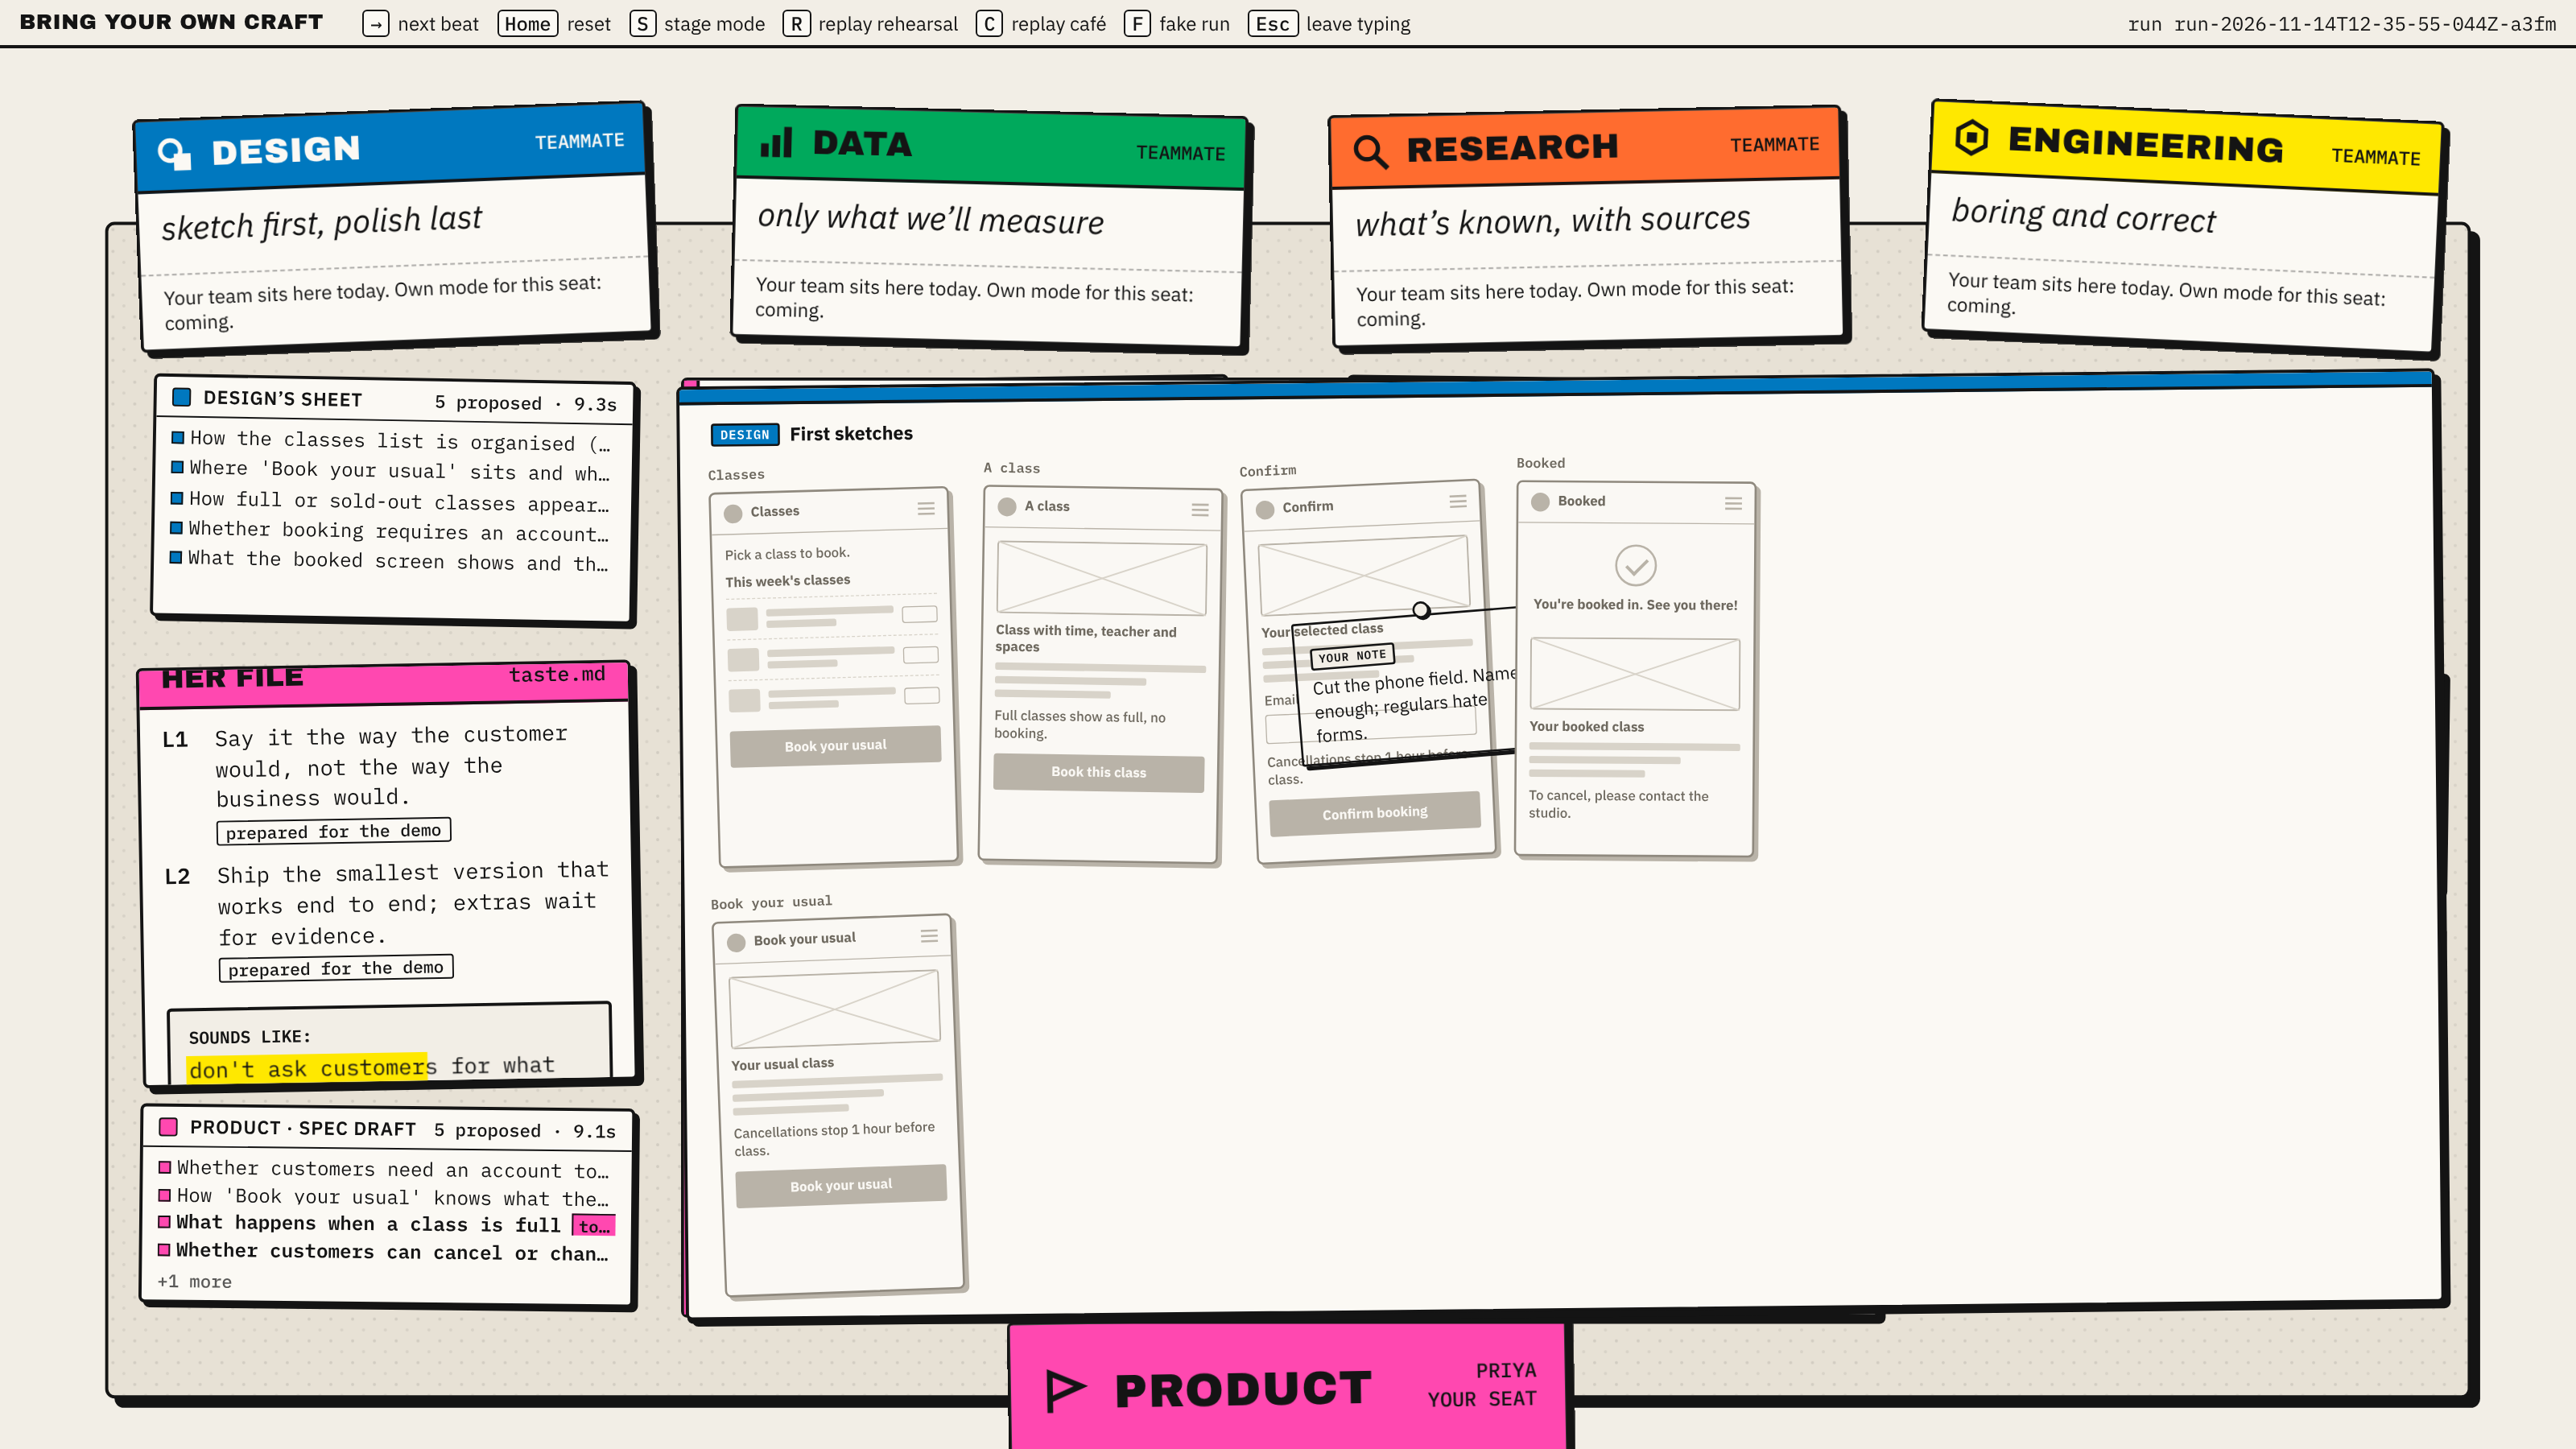 BRING YOUR OWN CRAFT → next beat Home reset S stage mode R replay rehearsal C replay café F fake run Esc leave typing run run-2026-11-14T12-35-55-044Z-a3fm
DESIGN TEAMMATE
sketch first, polish last
Your team sits here today. Own mode for this seat:
coming.
DATA TEAMMATE
only what we’ll measure
Your team sits here today. Own mode for this seat:
coming.
RESEARCH TEAMMATE
what’s known, with sources
Your team sits here today. Own mode for this seat:
coming.
ENGINEERING TEAMMATE
boring and correct
Your team sits here today. Own mode for this seat:
coming.
DESIGN’S SHEET 5 proposed · 9.3s
How the classes list is organised (…
Where 'Book your usual' sits and wh…
How full or sold-out classes appear…
Whether booking requires an account…
What the booked screen shows and th…
HER FILE taste.md
L1 Say it the way the customer
would, not the way the
business would.
prepared for the demo
L2 Ship the smallest version that
works end to end; extras wait
for evidence.
prepared for the demo
SOUNDS LIKE:
don't ask customers for what
PRODUCT · SPEC DRAFT 5 proposed · 9.1s
Whether customers need an account to…
How 'Book your usual' knows what the…
What happens when a class is full to…
Whether customers can cancel or chan…
+1 more
DESIGN First sketches
Classes
Classes
Pick a class to book.
This week's classes
Book your usual
A class
A class
Class with time, teacher and
spaces
Full classes show as full, no
booking.
Book this class
Confirm
Confirm
Your selected class
Email
Cancellations stop 1 hour before
class.
Confirm booking
YOUR NOTE
Cut the phone field. Name
enough; regulars hate
forms.
Booked
Booked
You're booked in. See you there!
Your booked class
To cancel, please contact the
studio.
Book your usual
Book your usual
Your usual class
Cancellations stop 1 hour before
class.
Book your usual
PRODUCT PRIYA
YOUR SEAT